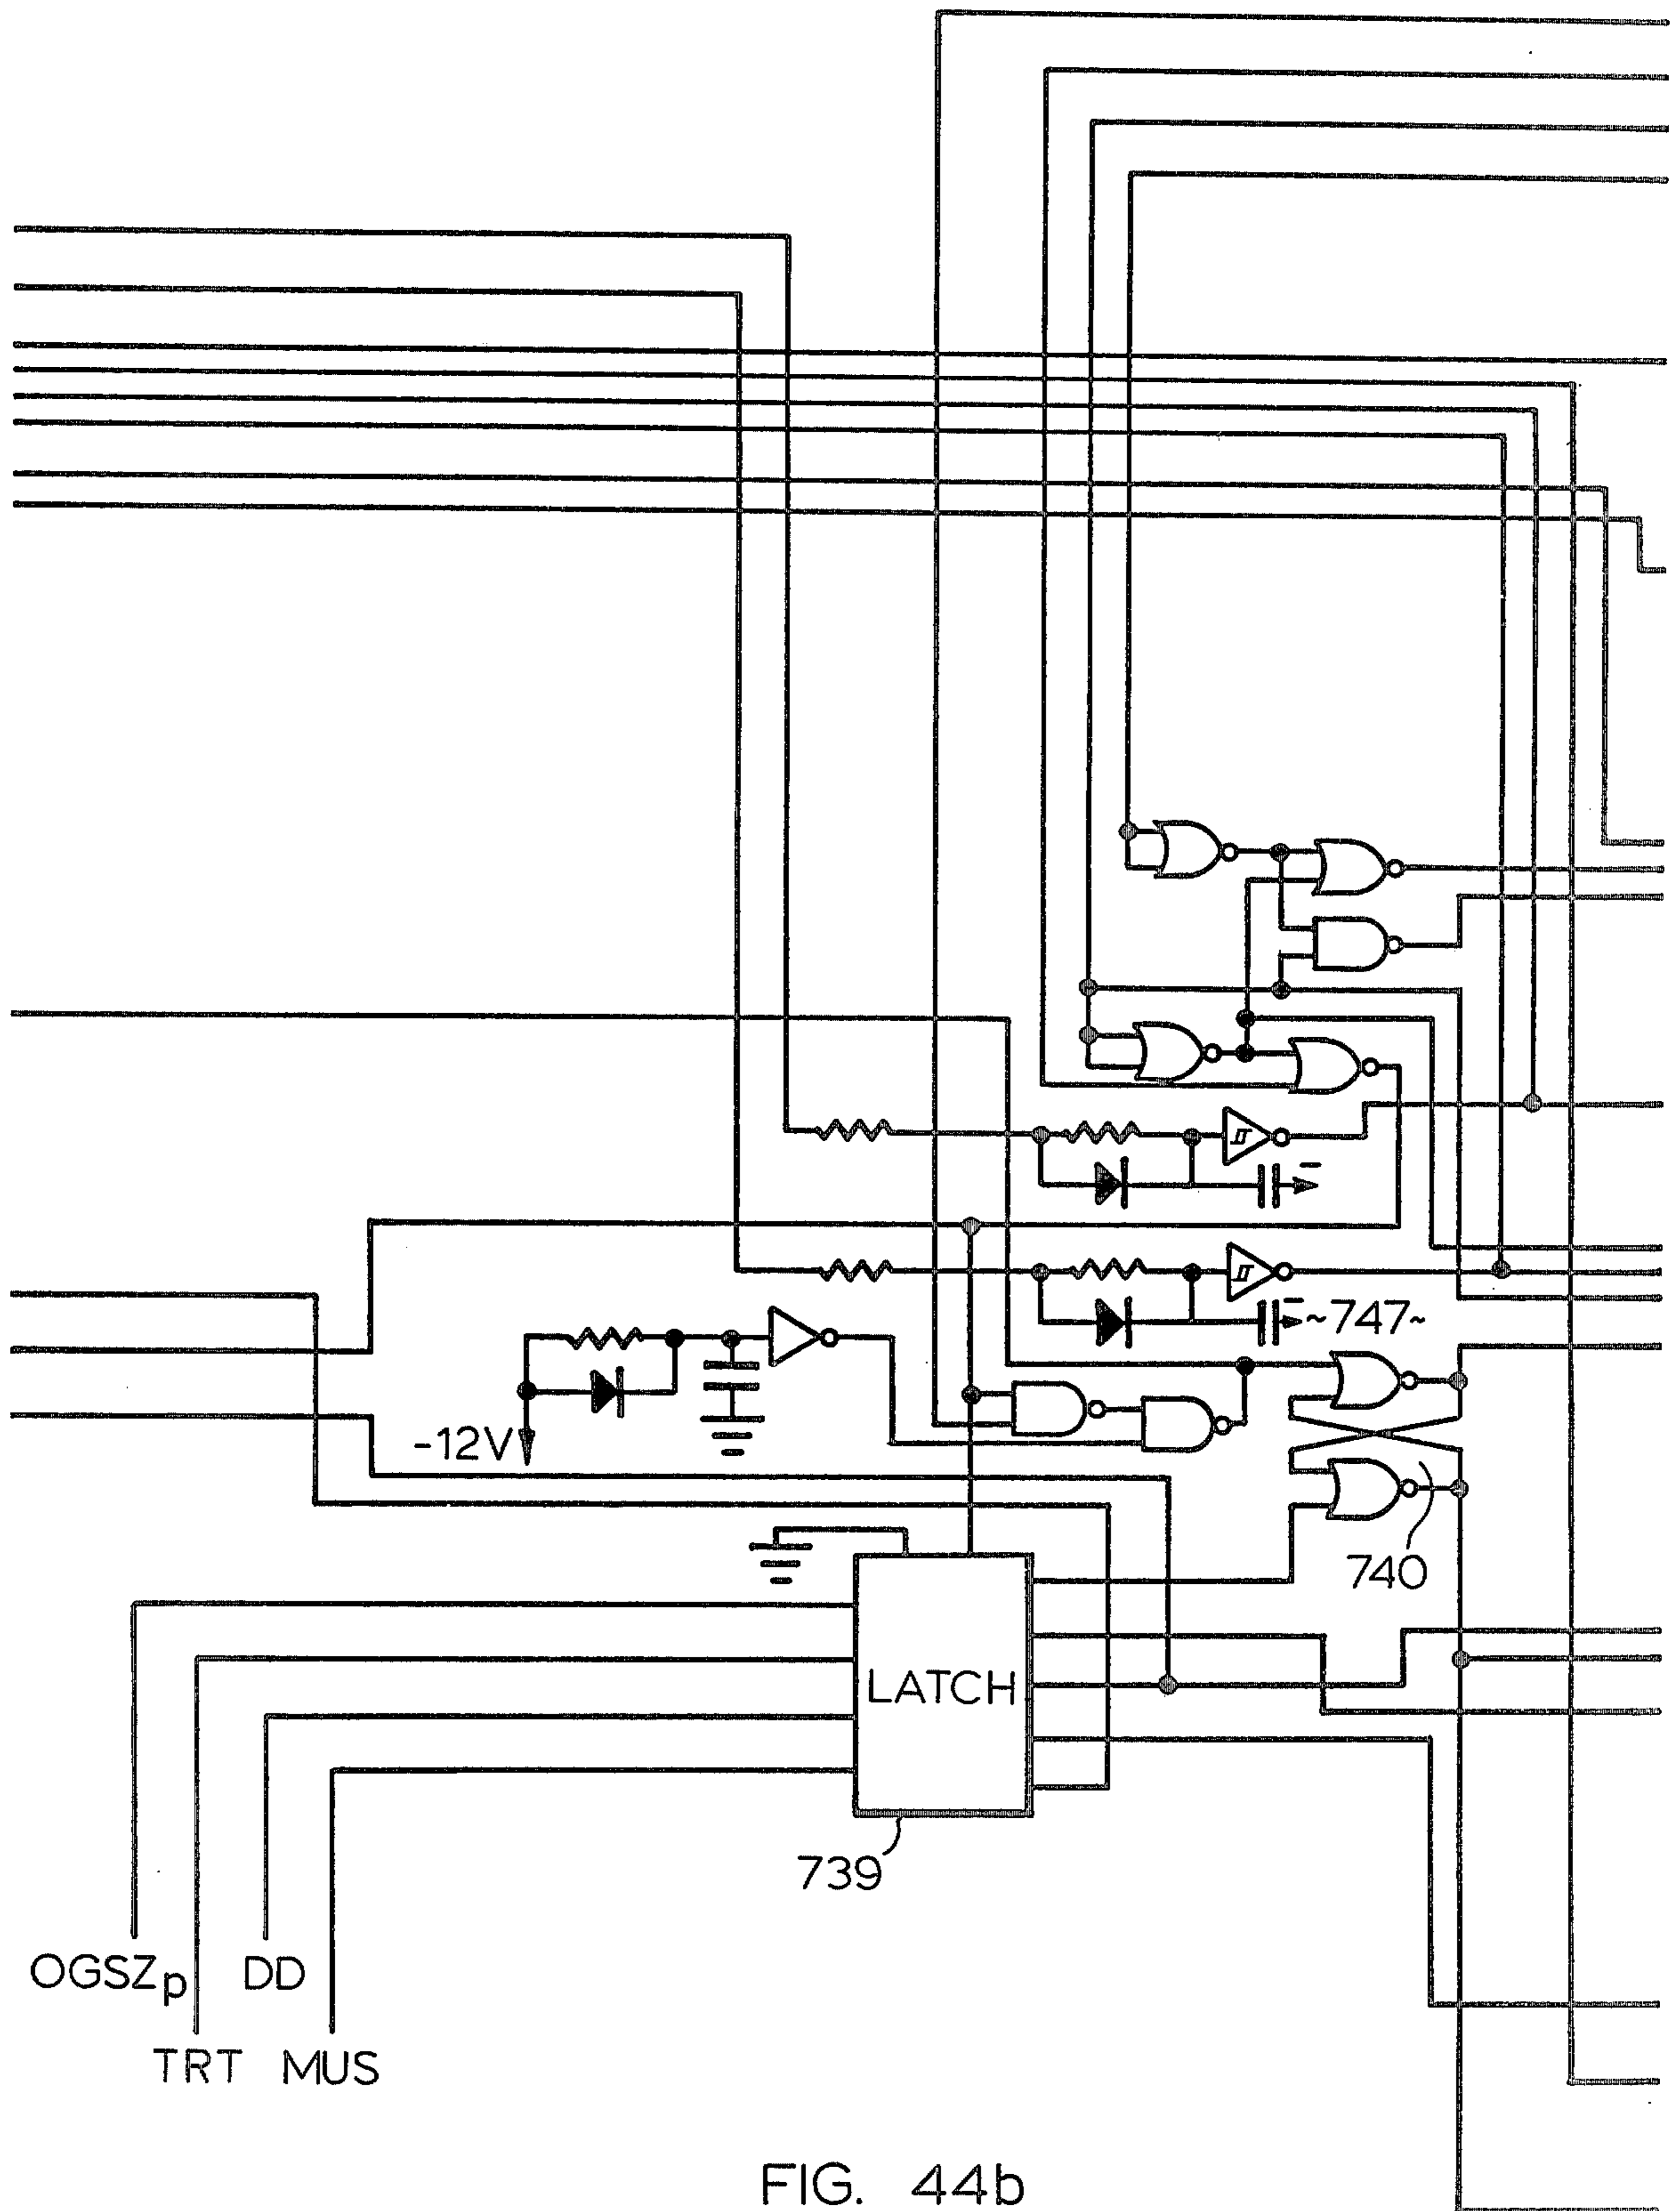 ~747~
-12V
740
LATCH
739
OGSZp DD
TRT MUS
FIG. 44b